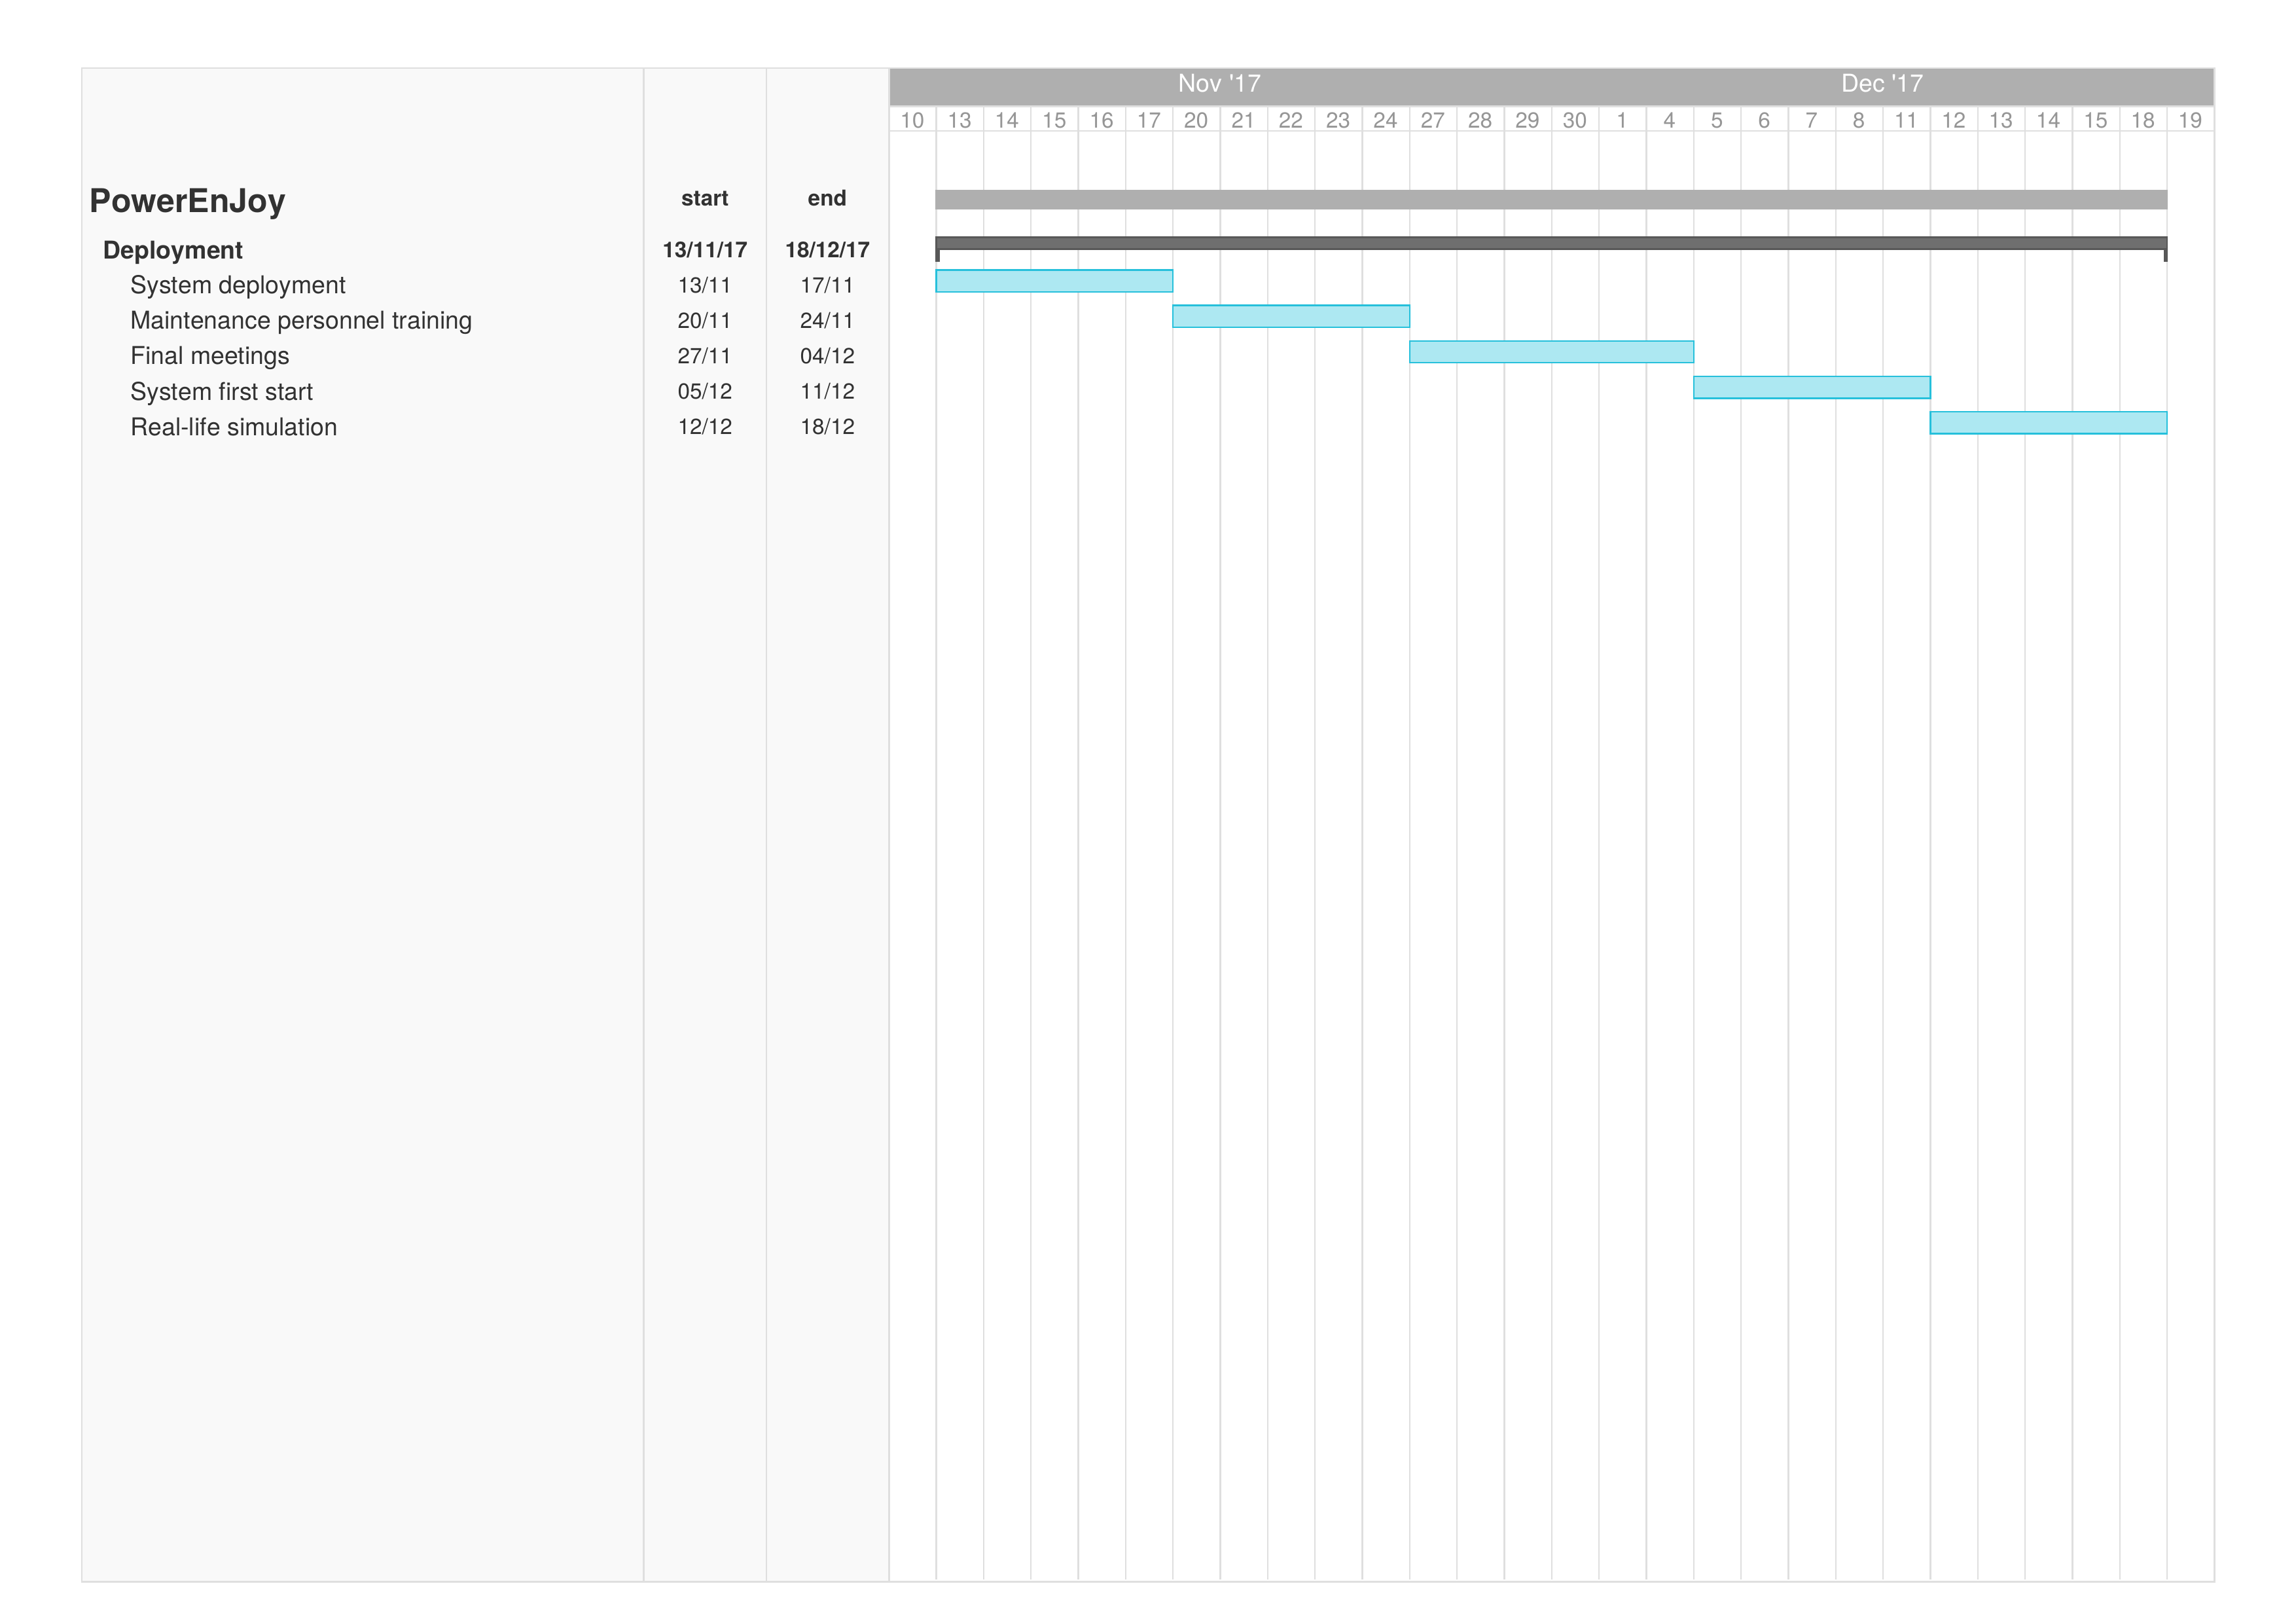 Nov '17 Dec '17
10 13 14 15 16 17 20 21 22 23 24 27 28 29 30 1 4 5 6 7 8 11 12 13 14 15 18 19
PowerEnJoy start end
Deployment 13/11/17 18/12/17
System deployment 13/11 17/11
Maintenance personnel training 20/11 24/11
Final meetings 27/11 04/12
System first start 05/12 11/12
Real-life simulation 12/12 18/12